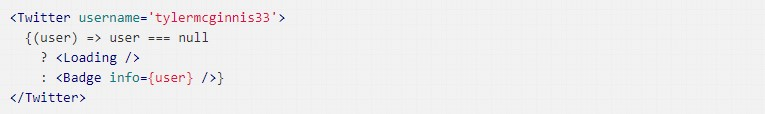 <Twitter username='tylermcginnis33'>
  {(user) => user === null
    ? <Loading />
    : <Badge info={user} />}
</Twitter>